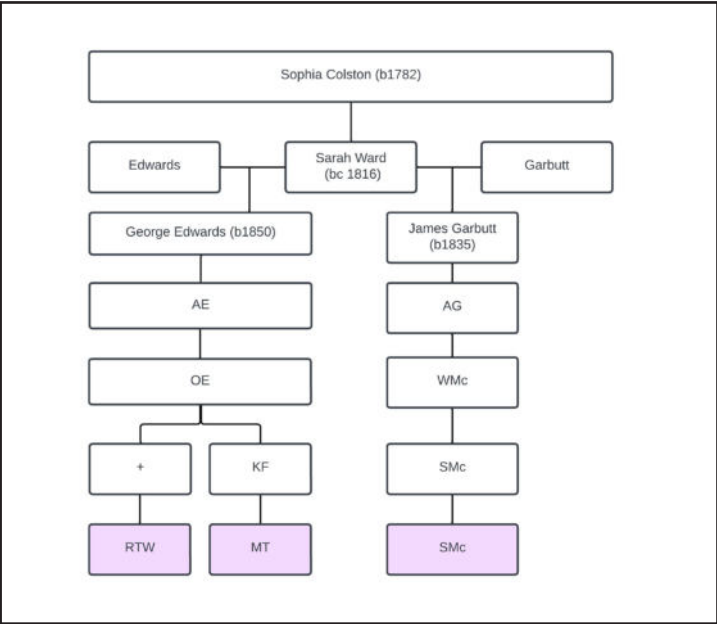 Sophia Colston (b1782)
Edwards
Sarah Ward
(bc 1816)
Garbutt
George Edwards (b1850)
James Garbutt
(b1835)
AE
AG
OE
WMc
+
KF
SMc
RTW
MT
SMc